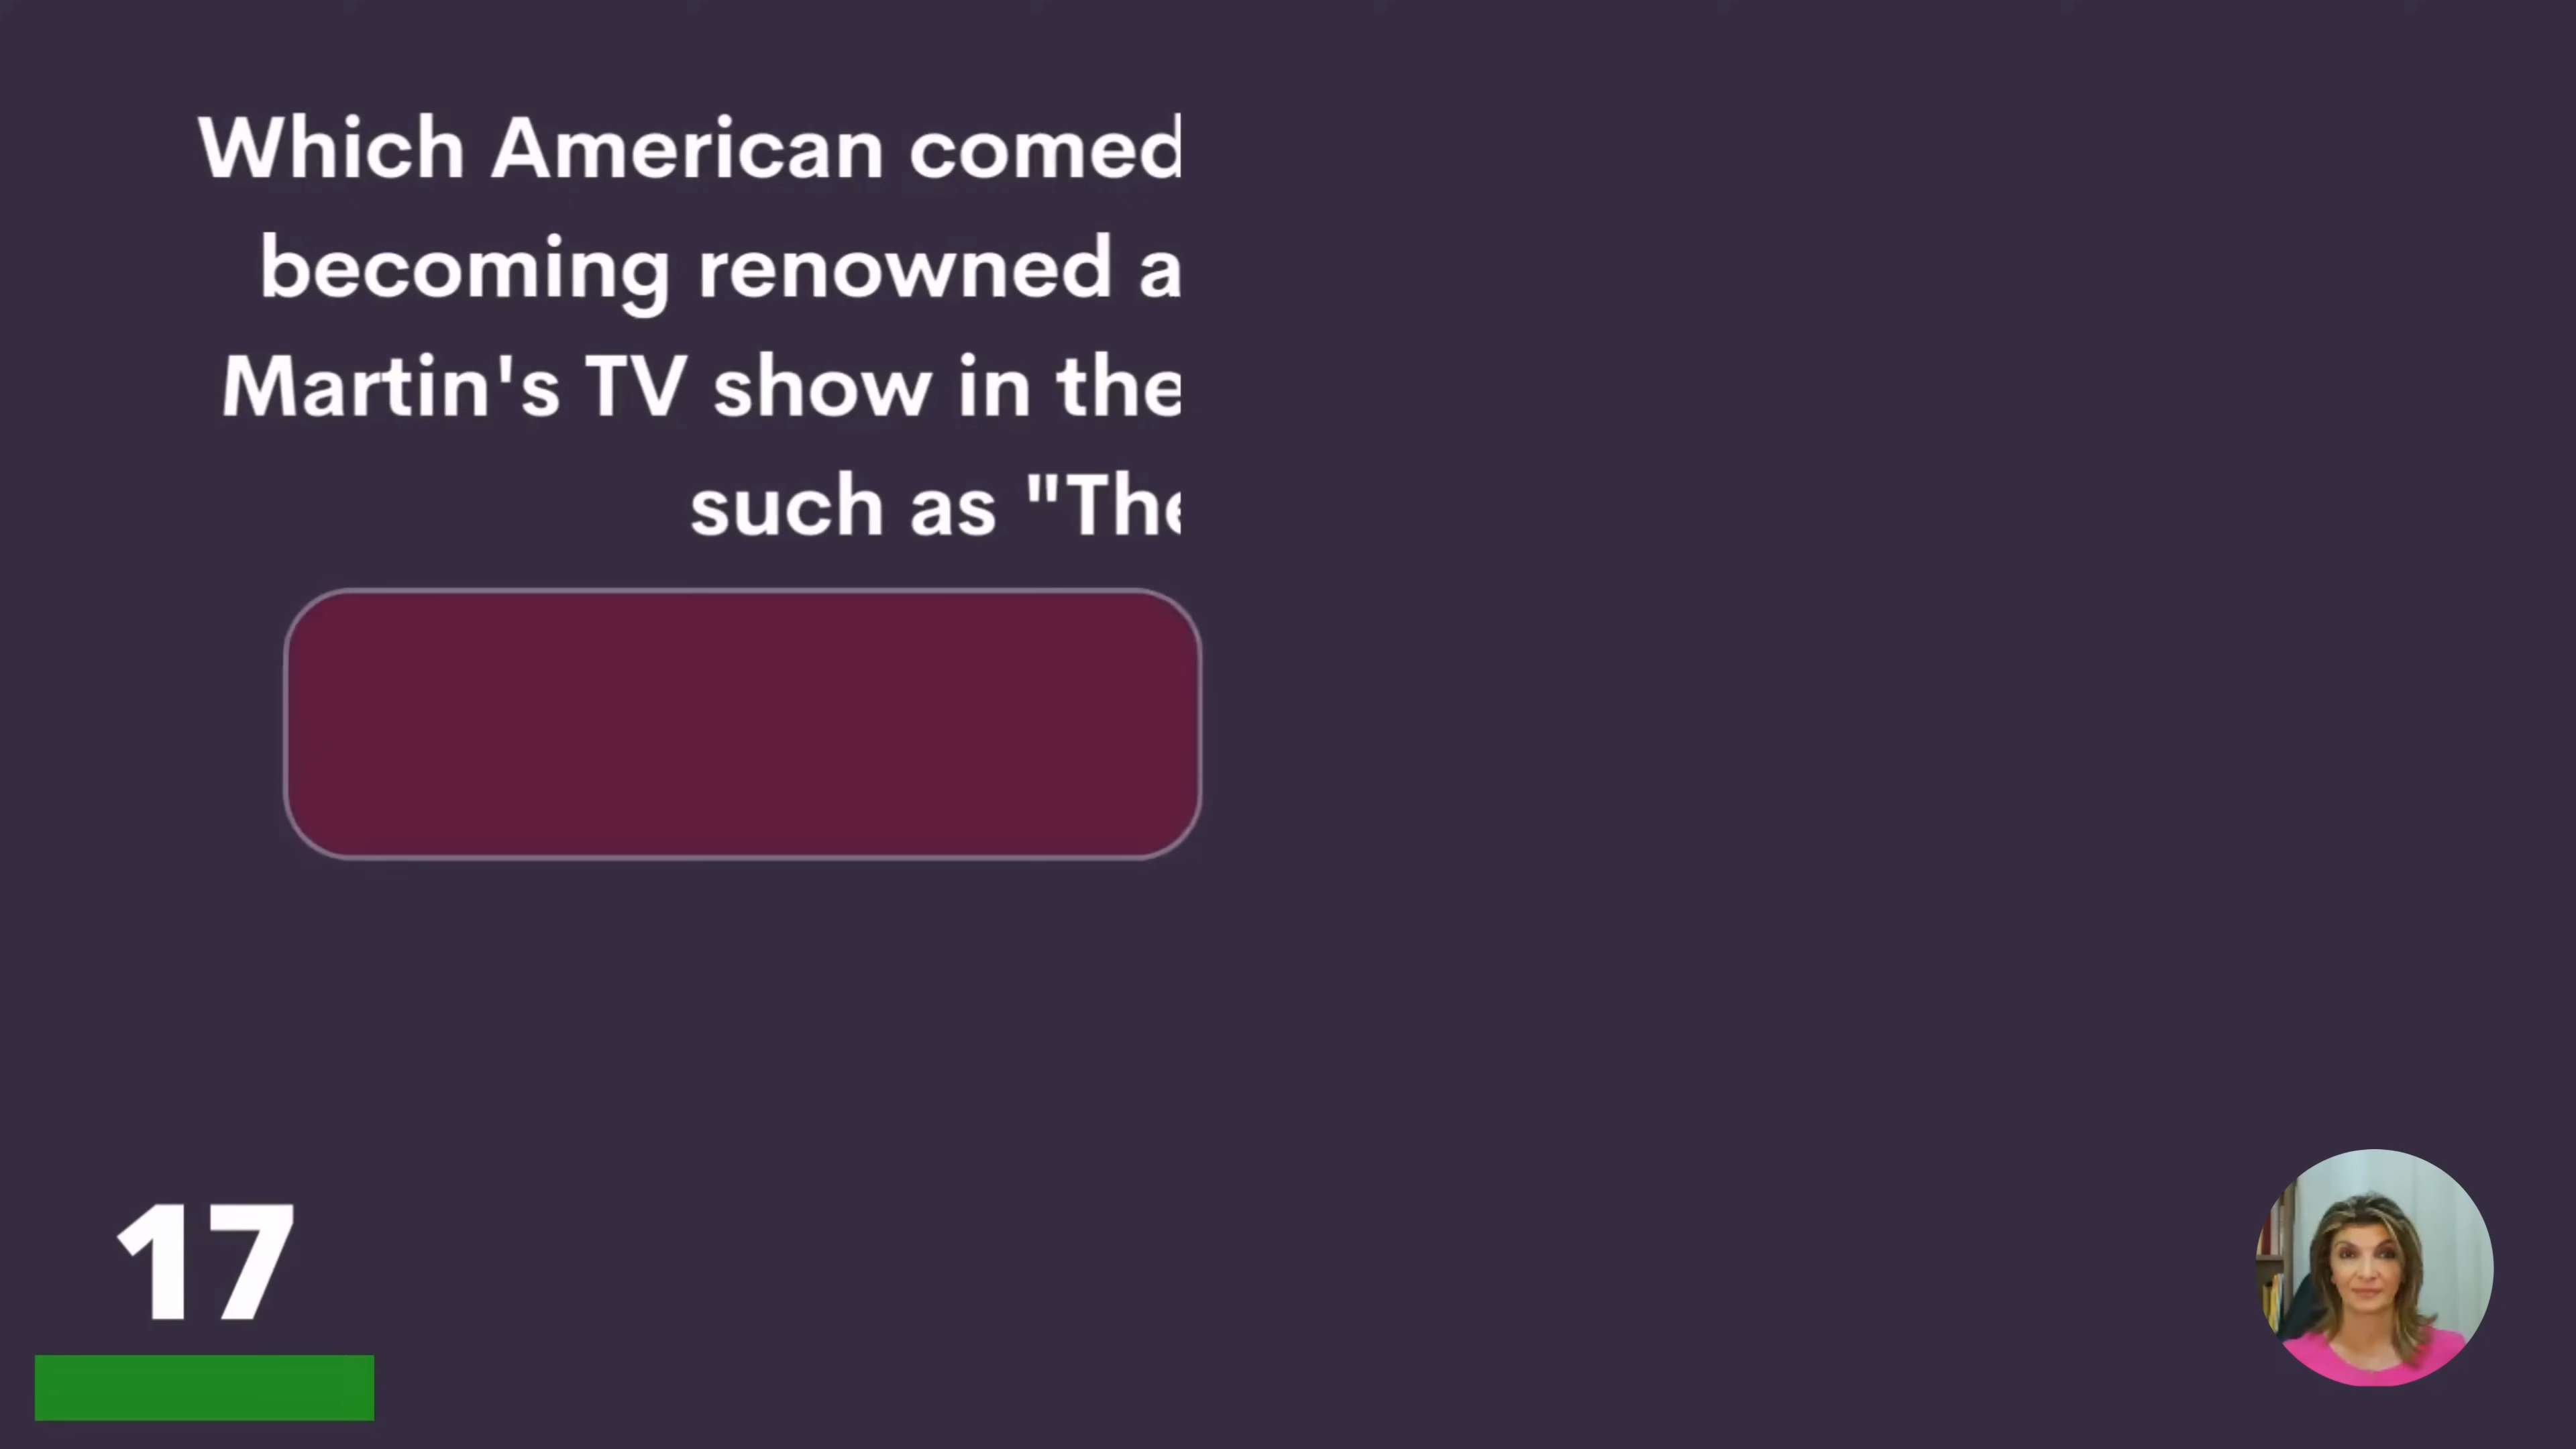 Which American comed
becoming renowned a
Martin's TV show in the
such as "The
17